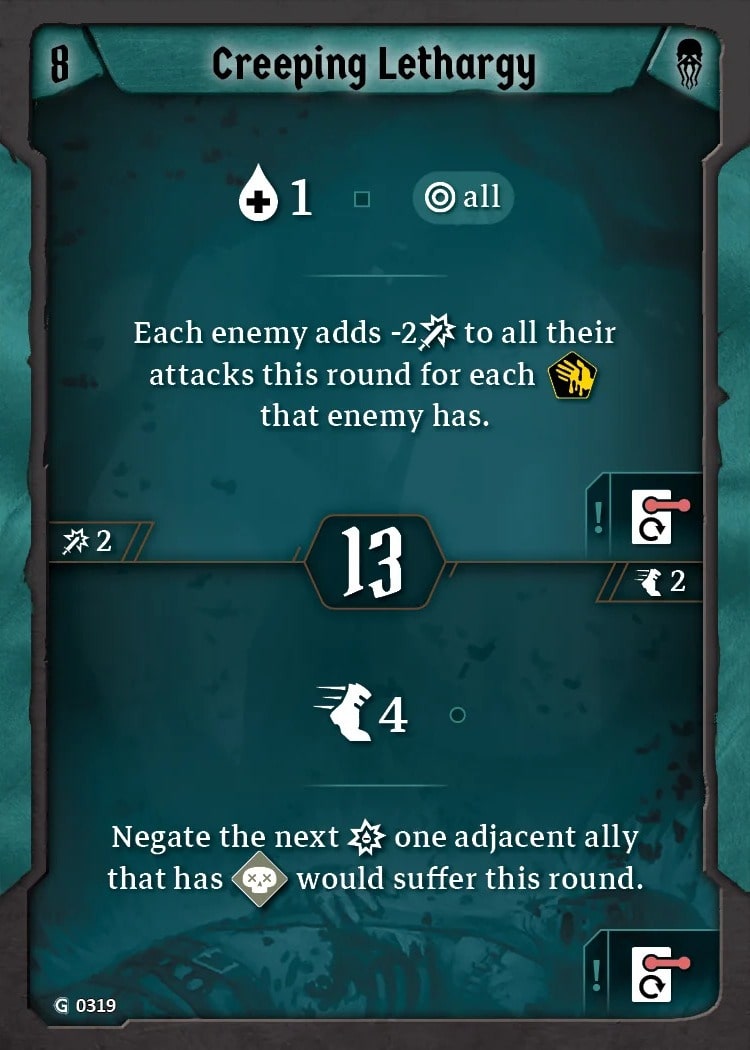 8
Creeping Lethargy
1
all
Each enemy adds -2 to all their
attacks this round for each
that enemy has.
!
2
13
2
4
Negate the next one adjacent ally
that has would suffer this round.
!
G 0319